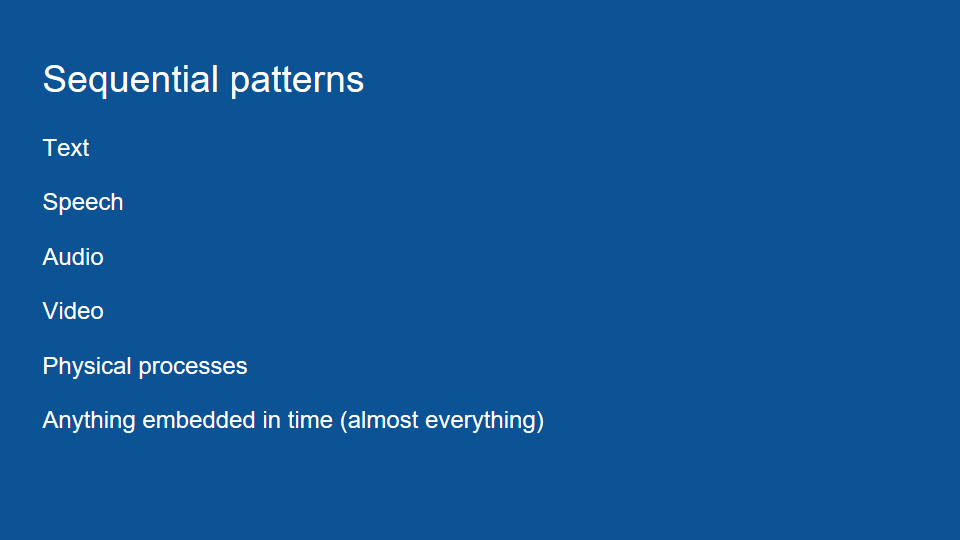 Sequential patterns
Text
Speech
Audio
Video
Physical processes
Anything embedded in time (almost everything)